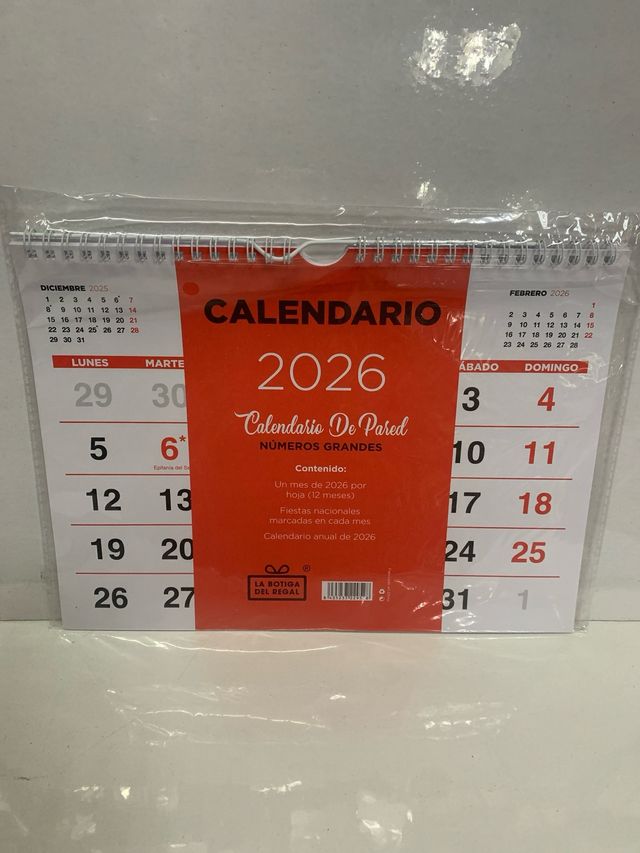 DICIEMBRE 2025
1 2 3 4 5 6* 7
8* 9 10 11 12 13 14
15 16 17 18 19 20 21
22 23 24 25* 26 27 28
29 30 31
FEBRERO 2026
1
2 3 4 5 6 7 8
9 10 11 12 13 14 15
16 17 18 19 20 21 22
23 24 25 26 27 28
CALENDARIO
2026
Calendario De Pared
NÚMEROS GRANDES
Contenido:
Un mes de 2026 por
hoja (12 meses)
Fiestas nacionales
marcadas en cada mes
Calendario anual de 2026
LA BOTIGA
DEL REGAL
®
LUNES MARTE ÁBADO DOMINGO
29 30 3 4
5 6* 10 11
Epifanía del Se
12 13 17 18
19 20 24 25
26 27 31 1